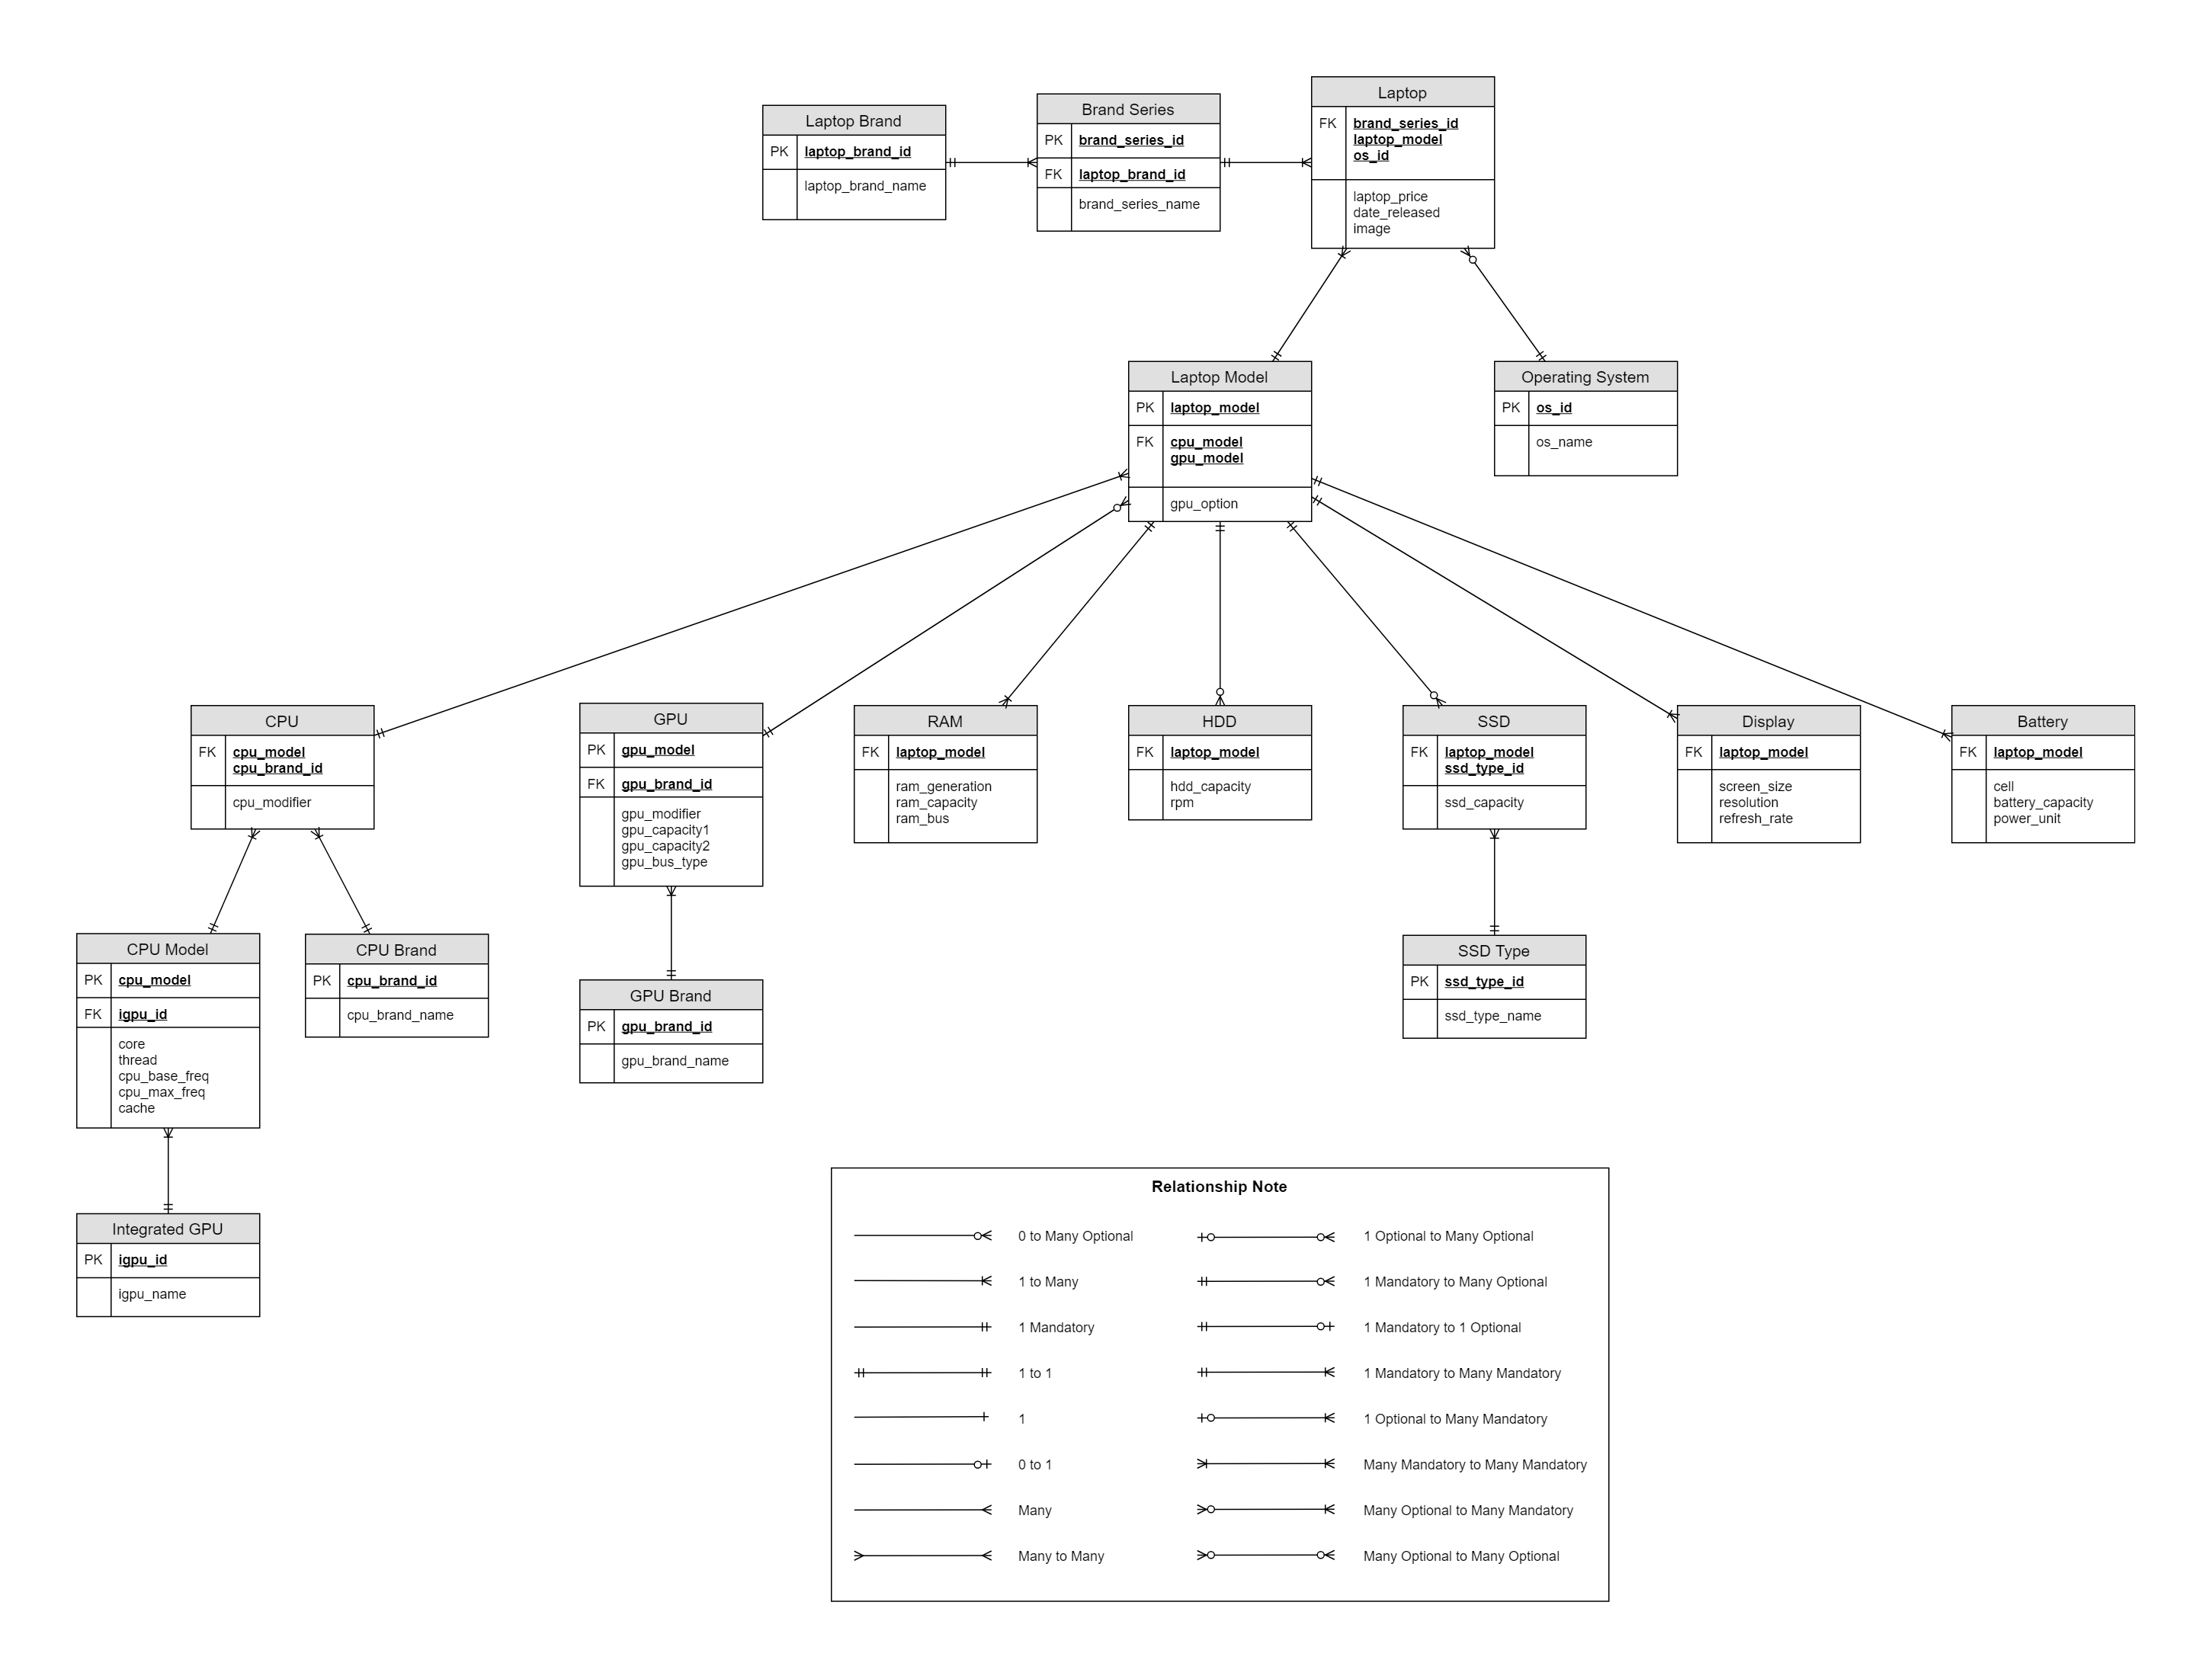 Laptop Brand
PK laptop_brand_id
laptop_brand_name
Brand Series
PK brand_series_id
FK laptop_brand_id
brand_series_name
Laptop
FK brand_series_id
laptop_model
os_id
laptop_price
date_released
image
Laptop Model
PK laptop_model
FK cpu_model
gpu_model
gpu_option
Operating System
PK os_id
os_name
CPU
FK cpu_model
cpu_brand_id
cpu_modifier
GPU
PK gpu_model
FK gpu_brand_id
gpu_modifier
gpu_capacity1
gpu_capacity2
gpu_bus_type
RAM
FK laptop_model
ram_generation
ram_capacity
ram_bus
HDD
FK laptop_model
hdd_capacity
rpm
SSD
FK laptop_model
ssd_type_id
ssd_capacity
Display
FK laptop_model
screen_size
resolution
refresh_rate
Battery
FK laptop_model
cell
battery_capacity
power_unit
CPU Model
PK cpu_model
FK igpu_id
core
thread
cpu_base_freq
cpu_max_freq
cache
CPU Brand
PK cpu_brand_id
cpu_brand_name
GPU Brand
PK gpu_brand_id
gpu_brand_name
SSD Type
PK ssd_type_id
ssd_type_name
Integrated GPU
PK igpu_id
igpu_name
Relationship Note
0 to Many Optional
1 to Many
1 Mandatory
1 to 1
1
0 to 1
Many
Many to Many
1 Optional to Many Optional
1 Mandatory to Many Optional
1 Mandatory to 1 Optional
1 Mandatory to Many Mandatory
1 Optional to Many Mandatory
Many Mandatory to Many Mandatory
Many Optional to Many Mandatory
Many Optional to Many Optional